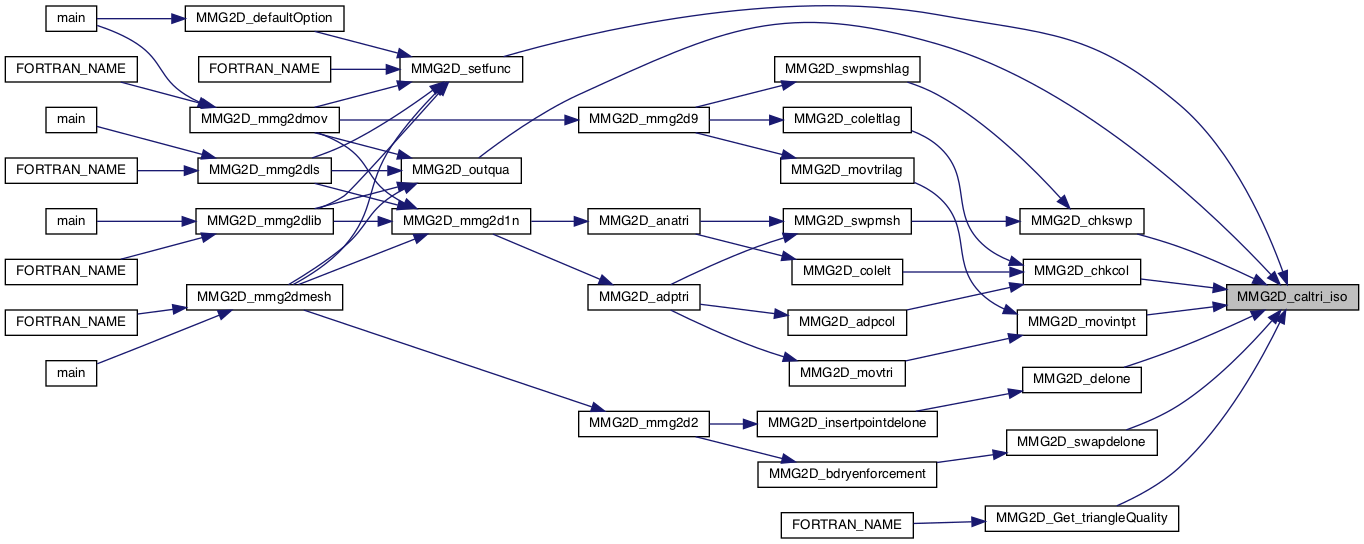 main
MMG2D_defaultOption
FORTRAN_NAME
FORTRAN_NAME
MMG2D_setfunc
MMG2D_swpmshlag
main
MMG2D_mmg2dmov
MMG2D_mmg2d9
MMG2D_coleltlag
FORTRAN_NAME
MMG2D_mmg2dls
MMG2D_outqua
MMG2D_movtrilag
main
MMG2D_mmg2dlib
MMG2D_mmg2d1n
MMG2D_anatri
MMG2D_swpmsh
MMG2D_chkswp
FORTRAN_NAME
MMG2D_colelt
MMG2D_chkcol
MMG2D_mmg2dmesh
MMG2D_adptri
MMG2D_caltri_iso
FORTRAN_NAME
MMG2D_adpcol
MMG2D_movintpt
main
MMG2D_movtri
MMG2D_delone
MMG2D_mmg2d2
MMG2D_insertpointdelone
MMG2D_swapdelone
MMG2D_bdryenforcement
FORTRAN_NAME
MMG2D_Get_triangleQuality